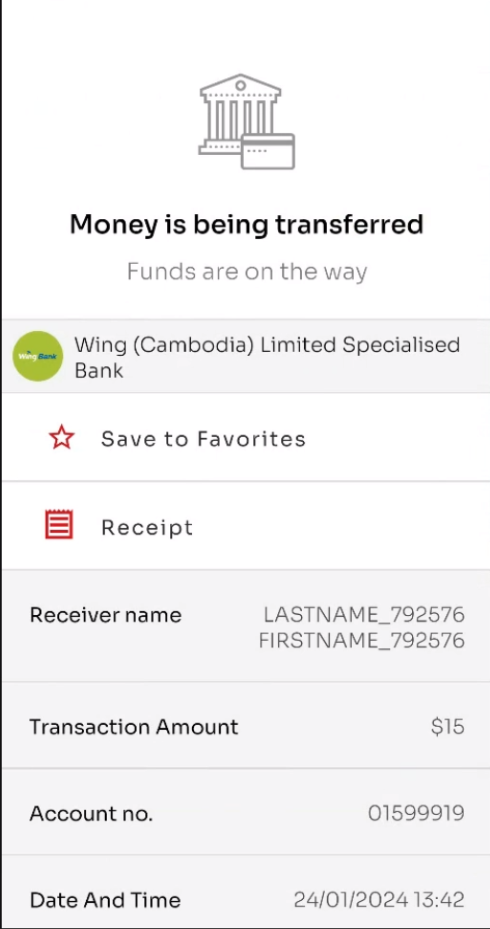 Money is being transferred
Funds are on the way
Wing Bank
Wing (Cambodia) Limited Specialised
Bank
Save to Favorites
Receipt
Receiver name
LASTNAME_792576
FIRSTNAME_792576
Transaction Amount
$15
Account no.
01599919
Date And Time
24/01/2024 13:42